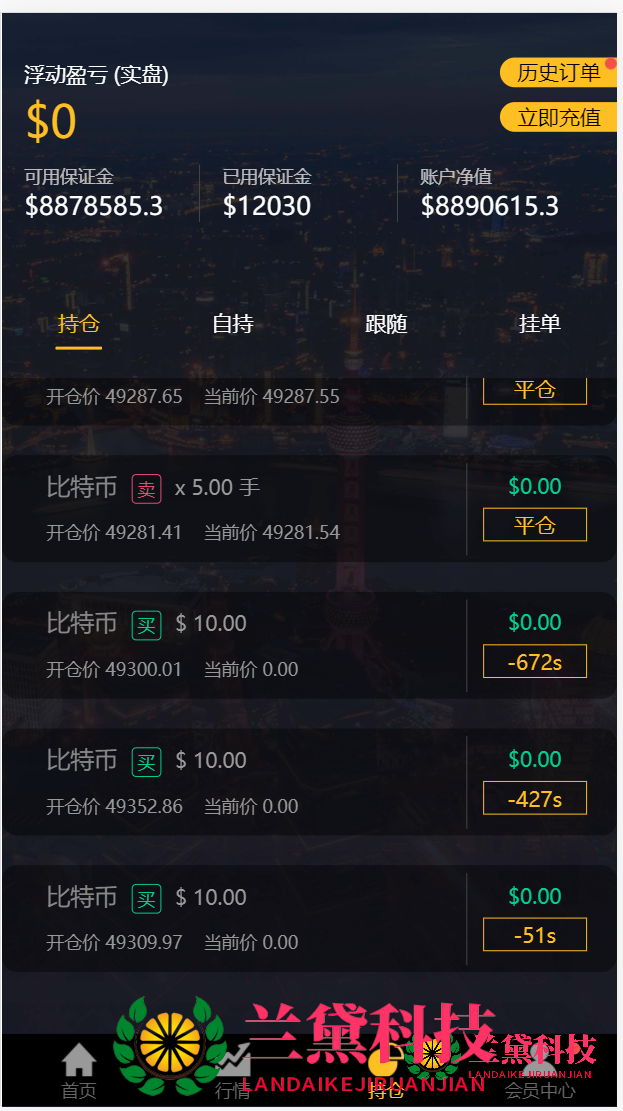 浮动盈亏 (实盘)
历史订单
$0
立即充值
可用保证金 已用保证金 账户净值
$8878585.3 $12030 $8890615.3
持仓 自持 跟随 挂单
开仓价 49287.65 当前价 49287.55 平仓
比特币 卖 x 5.00 手 $0.00
开仓价 49281.41 当前价 49281.54 平仓
比特币 买 $ 10.00 $0.00
开仓价 49300.01 当前价 0.00 -672s
比特币 买 $ 10.00 $0.00
开仓价 49352.86 当前价 0.00 -427s
比特币 买 $ 10.00 $0.00
开仓价 49309.97 当前价 0.00 -51s
兰黛科技 兰黛科技
LANDAIKEJIRUANJIAN LANDAIKEJIRUANJIAN
首页 行情 持仓 会员中心